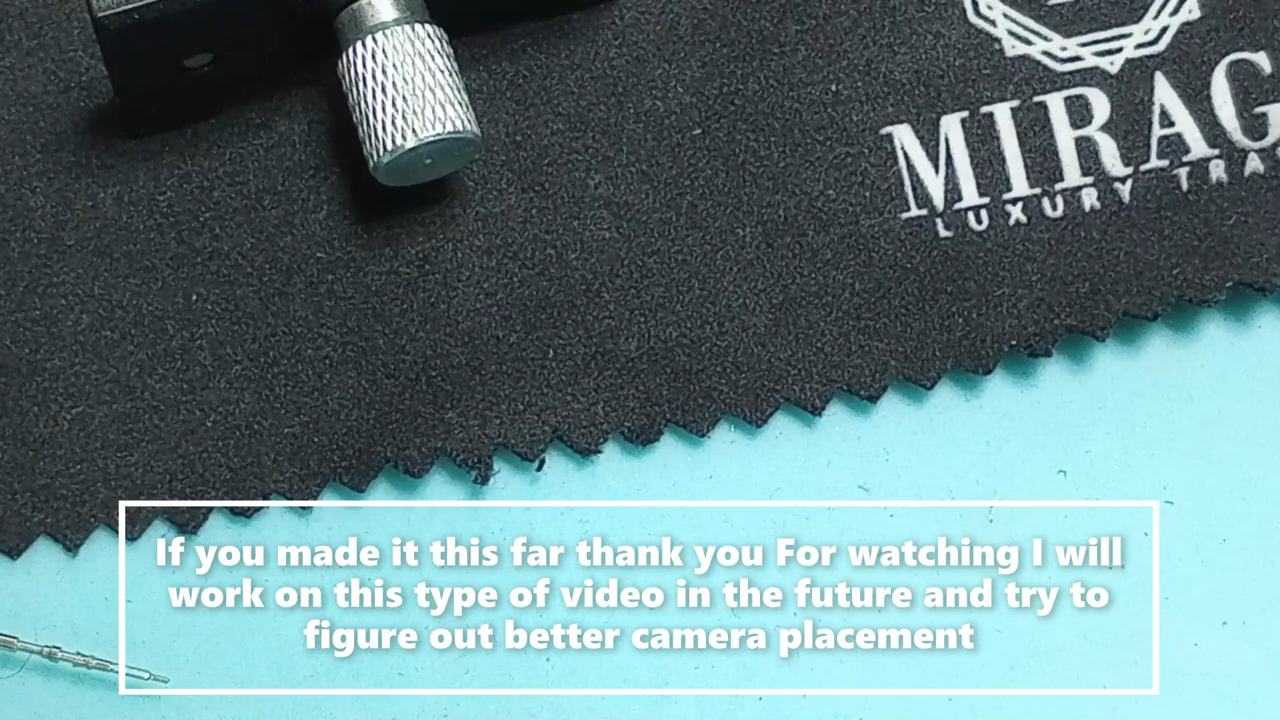 MIRAG
LUXURY TRA
If you made it this far thank you For watching I will
work on this type of video in the future and try to
figure out better camera placement